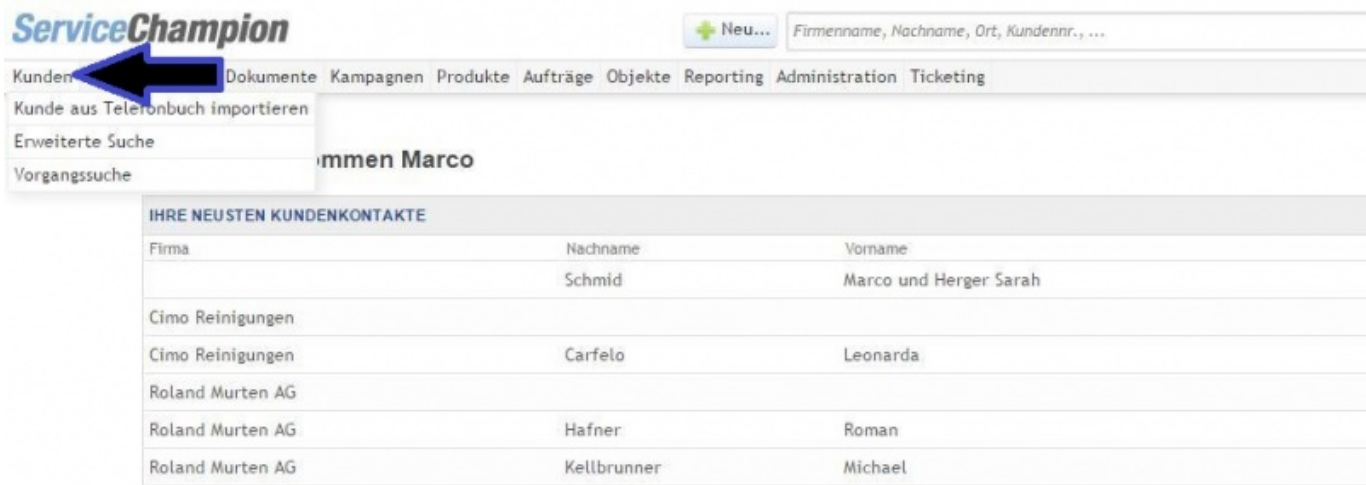 ServiceChampion
Neu... Firmenname, Nachname, Ort, Kundennr., ...
Kunden Dokumente Kampagnen Produkte Aufträge Objekte Reporting Administration Ticketing
Kunde aus Telefonbuch importieren
Erweiterte Suche
Vorgangssuche
ommen Marco
IHRE NEUSTEN KUNDENKONTAKTE
Firma Nachname Vorname
Schmid Marco und Herger Sarah
Cimo Reinigungen
Cimo Reinigungen Carfelo Leonarda
Roland Murten AG
Roland Murten AG Hafner Roman
Roland Murten AG Kellbrunner Michael